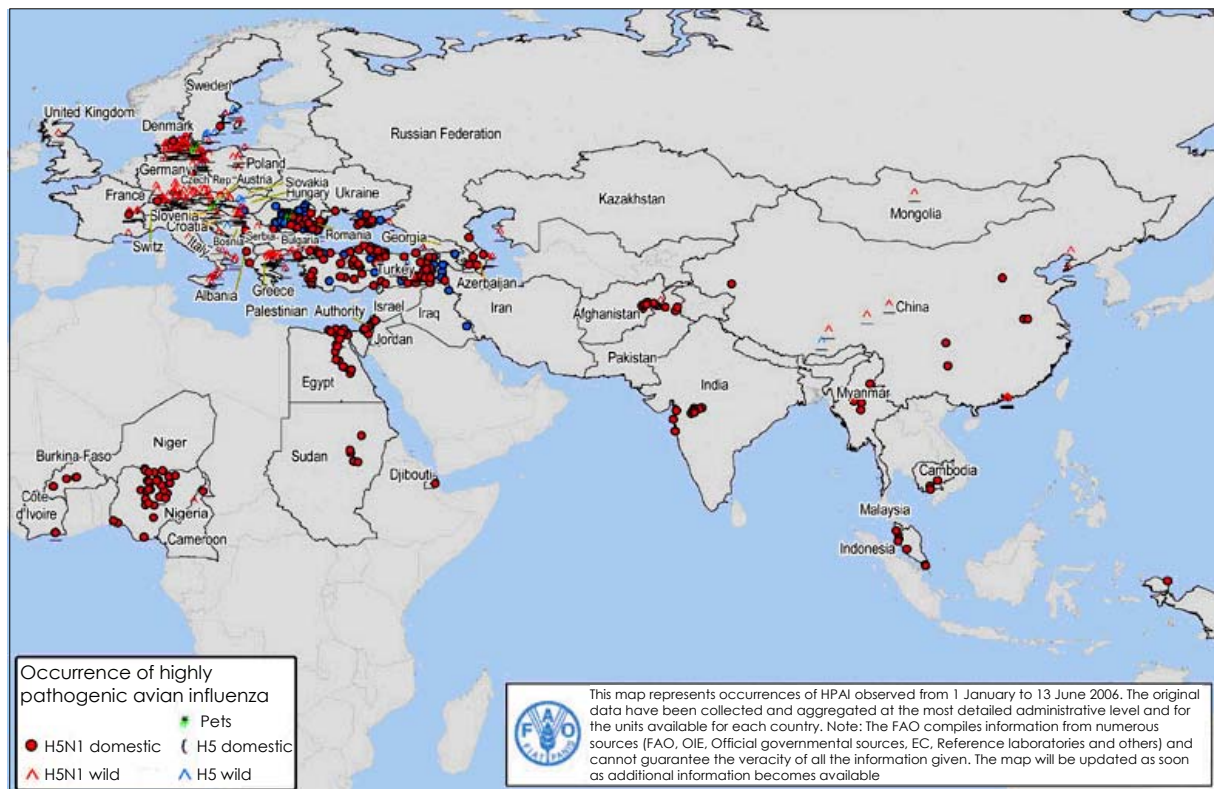 Sweden
United Kingdom
Denmark
Russian Federation
Germany
Poland
Czech Rep
Austria
Slovakia
France
Hungary
Ukraine
Kazakhstan
Mongolia
Slovenia
Croatia
Romania
Switz
Italy
Bosnia
Serbia
Bulgaria
Georgia
Turkey
Azerbaijan
Albania
Greece
China
Palestinian Authority
Israel
Iraq
Iran
Afghanistan
Jordan
Pakistan
Egypt
India
Myanmar
Niger
Burkina-Faso
Sudan
Djibouti
Cambodia
Côte
d'Ivoire
Nigeria
Cameroon
Malaysia
Indonesia
Occurrence of highly
pathogenic avian influenza
Pets
H5N1 domestic
H5 domestic
H5N1 wild
H5 wild
F A O
FIAT PANIS
This map represents occurrences of HPAI observed from 1 January to 13 June 2006. The original
data have been collected and aggregated at the most detailed administrative level and for
the units available for each country. Note: The FAO compiles information from numerous
sources (FAO, OIE, Official governmental sources, EC, Reference laboratories and others) and
cannot guarantee the veracity of all the information given. The map will be updated as soon
as additional information becomes available